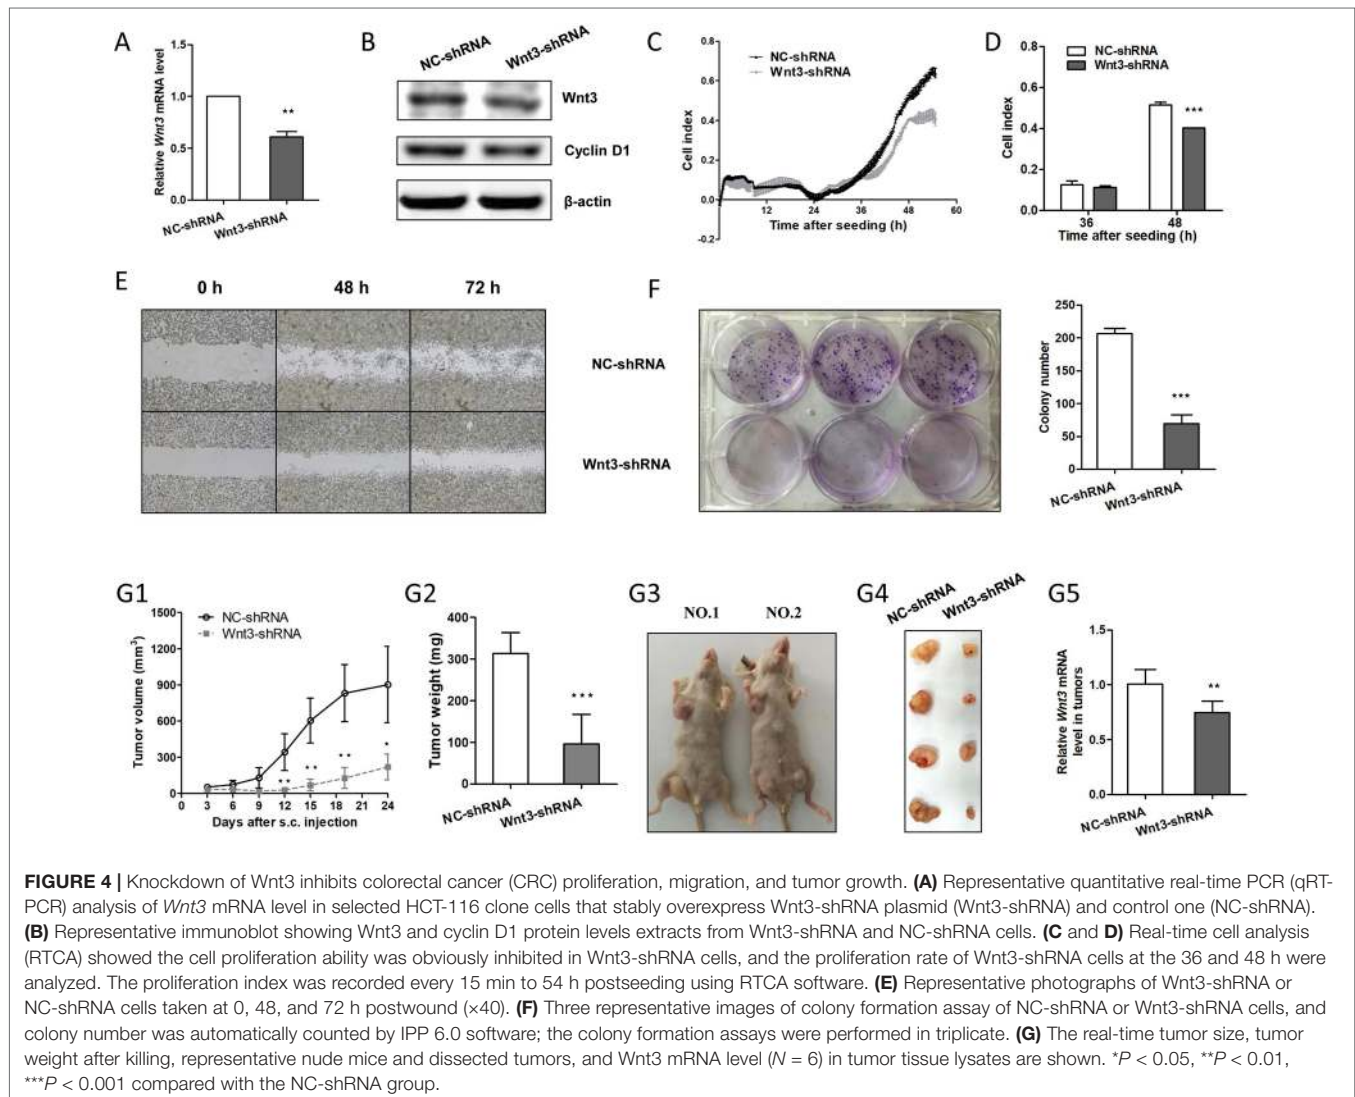 A
Relative Wnt3 mRNA level
1.5
1.0
0.5
0.0
NC-shRNA
Wnt3-shRNA
**
B
NC-shRNA
Wnt3-shRNA
Wnt3
Cyclin D1
β-actin
C
Cell index
0.8
0.6
0.4
0.2
0.0
-0.2
NC-shRNA
Wnt3-shRNA
12
24
36
48
60
Time after seeding (h)
D
Cell index
0.6
0.4
0.2
0.0
NC-shRNA
Wnt3-shRNA
***
36
48
Time after seeding (h)
E
0 h
48 h
72 h
F
NC-shRNA
Wnt3-shRNA
Colony number
250
200
150
100
50
0
***
NC-shRNA
Wnt3-shRNA
G1
Tumor volume (mm³)
1500
1200
900
600
300
0
NC-shRNA
Wnt3-shRNA
**
**
**
*
0
3
6
9
12
15
18
21
24
Days after s.c. injection
G2
Tumor weight (mg)
400
300
200
100
0
***
NC-shRNA
Wnt3-shRNA
G3
NO.1
NO.2
G4
NC-shRNA
Wnt3-shRNA
G5
Relative Wnt3 mRNA
level in tumors
1.5
1.0
0.5
0.0
**
NC-shRNA
Wnt3-shRNA
FIGURE 4 | Knockdown of Wnt3 inhibits colorectal cancer (CRC) proliferation, migration, and tumor growth. (A) Representative quantitative real-time PCR (qRT-
PCR) analysis of Wnt3 mRNA level in selected HCT-116 clone cells that stably overexpress Wnt3-shRNA plasmid (Wnt3-shRNA) and control one (NC-shRNA).
(B) Representative immunoblot showing Wnt3 and cyclin D1 protein levels extracts from Wnt3-shRNA and NC-shRNA cells. (C and D) Real-time cell analysis
(RTCA) showed the cell proliferation ability was obviously inhibited in Wnt3-shRNA cells, and the proliferation rate of Wnt3-shRNA cells at the 36 and 48 h were
analyzed. The proliferation index was recorded every 15 min to 54 h postseeding using RTCA software. (E) Representative photographs of Wnt3-shRNA or
NC-shRNA cells taken at 0, 48, and 72 h postwound (×40). (F) Three representative images of colony formation assay of NC-shRNA or Wnt3-shRNA cells, and
colony number was automatically counted by IPP 6.0 software; the colony formation assays were performed in triplicate. (G) The real-time tumor size, tumor
weight after killing, representative nude mice and dissected tumors, and Wnt3 mRNA level (N = 6) in tumor tissue lysates are shown. *P < 0.05, **P < 0.01,
***P < 0.001 compared with the NC-shRNA group.